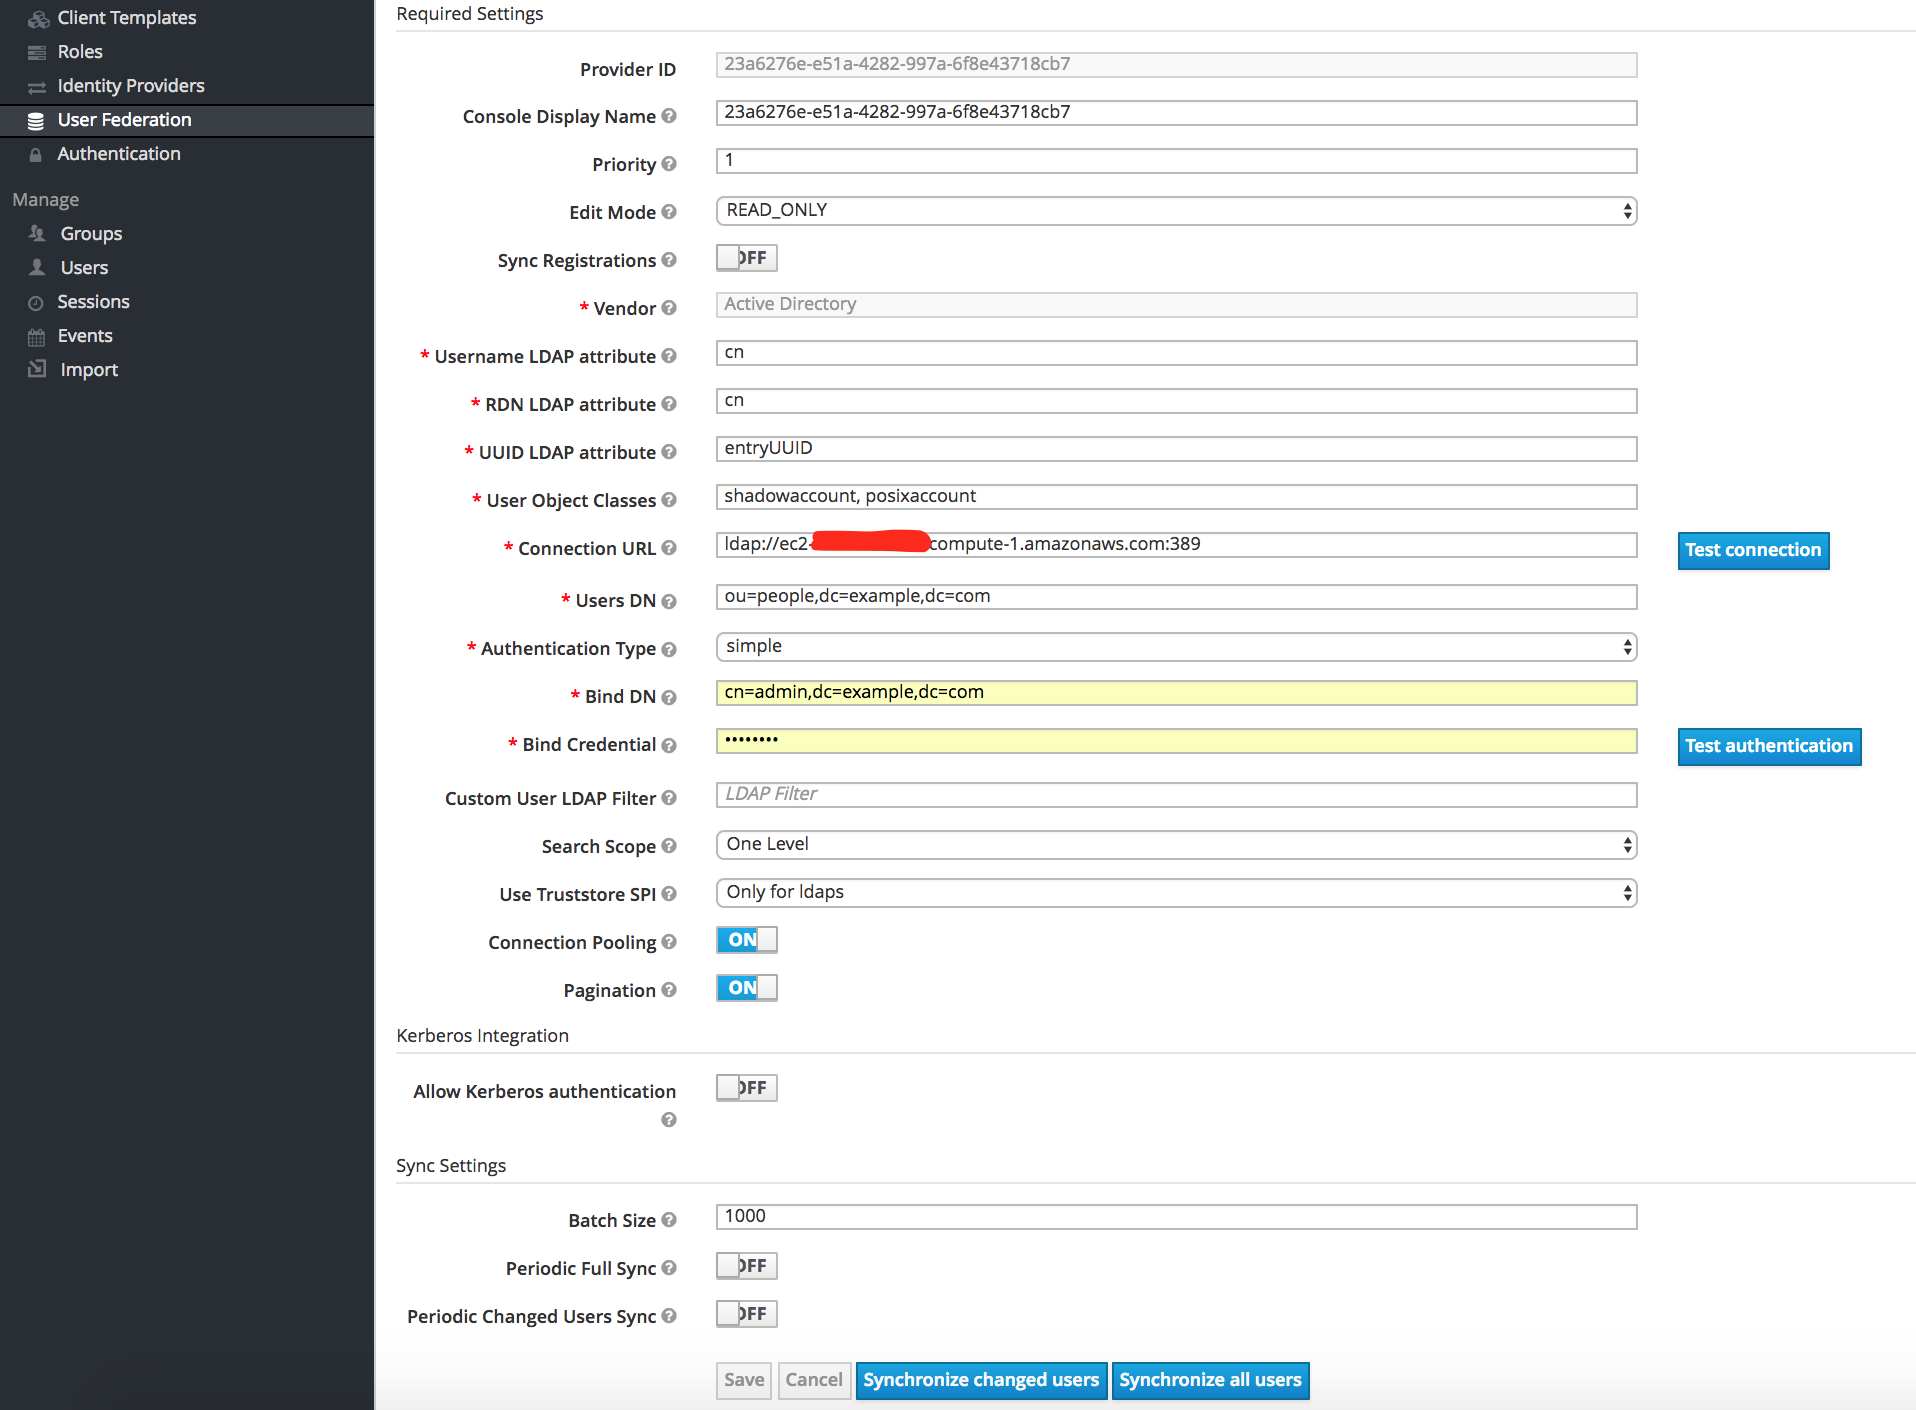 Client Templates
Roles
Identity Providers
User Federation
Authentication
Manage
Groups
Users
Sessions
Events
Import
Required Settings
Provider ID 23a6276e-e51a-4282-997a-6f8e43718cb7
Console Display Name 23a6276e-e51a-4282-997a-6f8e43718cb7
Priority 1
Edit Mode READ_ONLY
Sync Registrations OFF
* Vendor Active Directory
* Username LDAP attribute cn
* RDN LDAP attribute cn
* UUID LDAP attribute entryUUID
* User Object Classes shadowaccount, posixaccount
* Connection URL ldap://ec2- compute-1.amazonaws.com:389 Test connection
* Users DN ou=people,dc=example,dc=com
* Authentication Type simple
* Bind DN cn=admin,dc=example,dc=com
* Bind Credential •••••••• Test authentication
Custom User LDAP Filter LDAP Filter
Search Scope One Level
Use Truststore SPI Only for ldaps
Connection Pooling ON
Pagination ON
Kerberos Integration
Allow Kerberos authentication OFF
Sync Settings
Batch Size 1000
Periodic Full Sync OFF
Periodic Changed Users Sync OFF
Save Cancel Synchronize changed users Synchronize all users